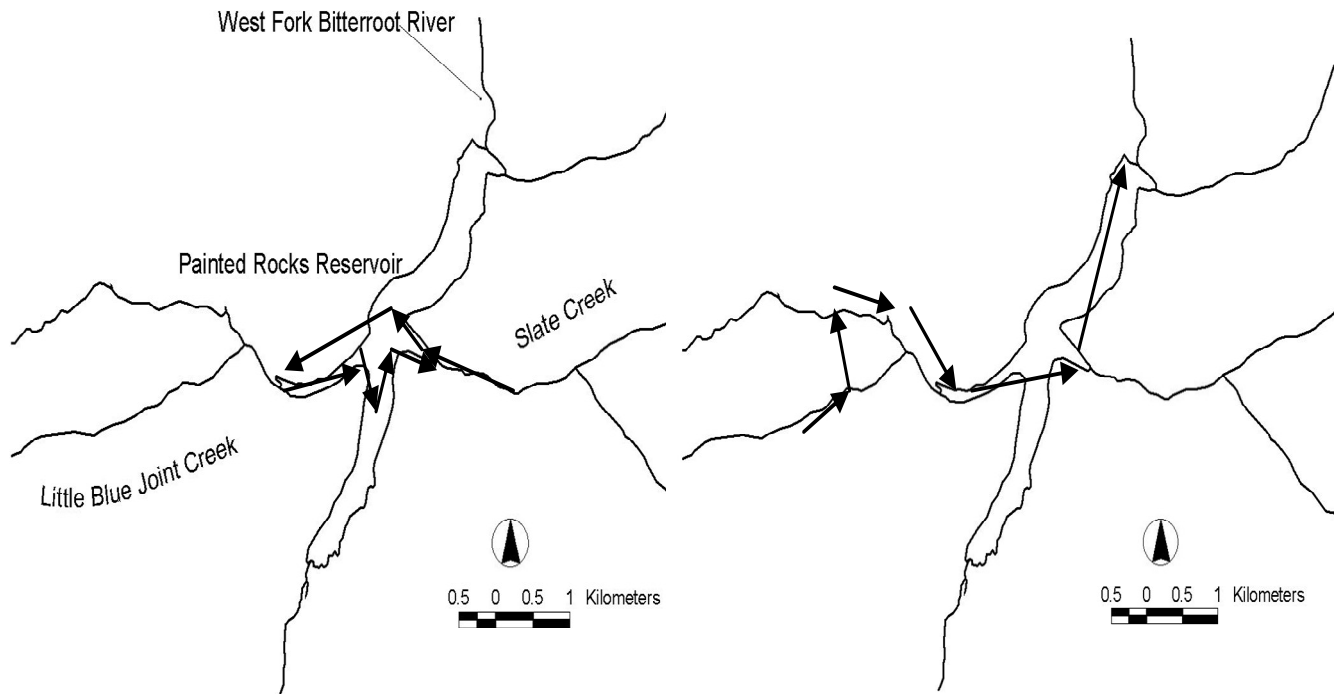 West Fork Bitterroot River
Painted Rocks Reservoir
Slate Creek
Little Blue Joint Creek
0.5 0 0.5 1 Kilometers
0.5 0 0.5 1 Kilometers